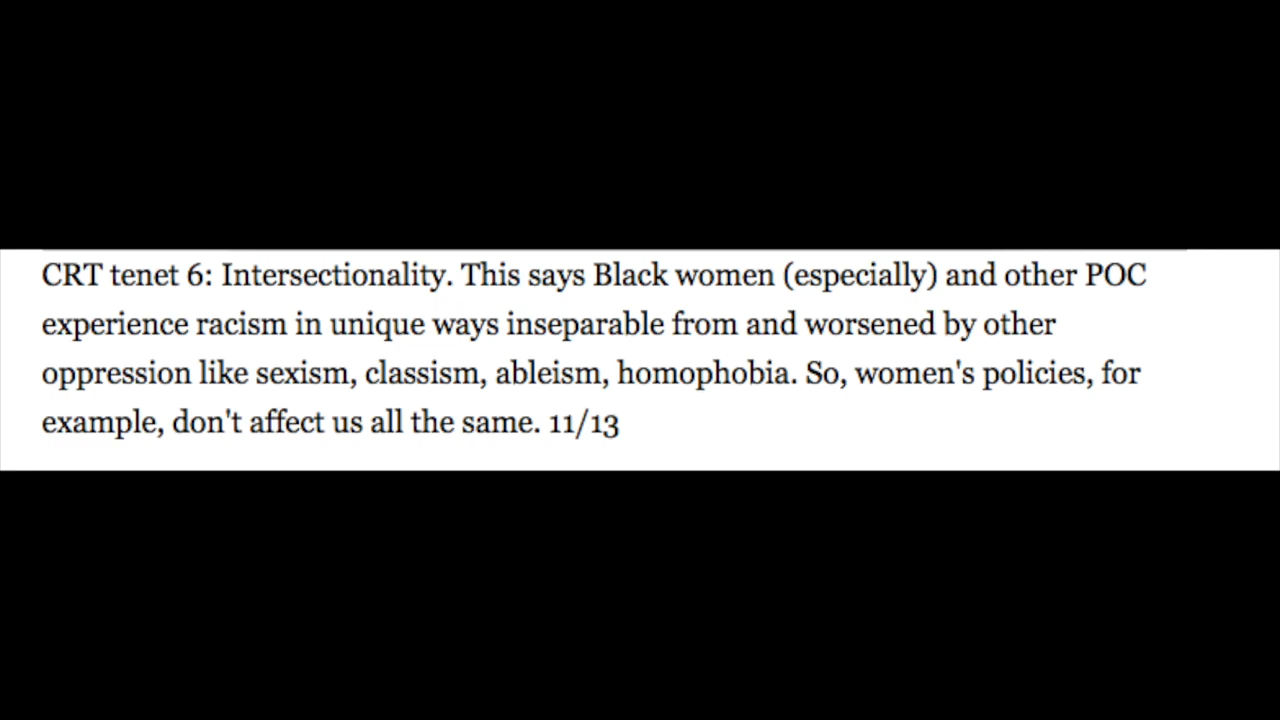 CRT tenet 6: Intersectionality. This says Black women (especially) and other POC
experience racism in unique ways inseparable from and worsened by other
oppression like sexism, classism, ableism, homophobia. So, women's policies, for
example, don't affect us all the same. 11/13